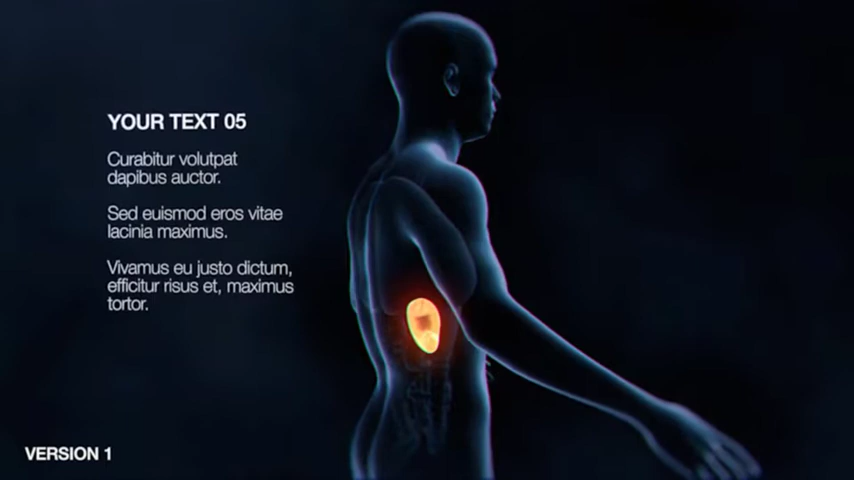 YOUR TEXT 05
Curabitur volutpat
dapibus auctor.
Sed euismod eros vitae
lacinia maximus.
Vivamus eu justo dictum,
efficitur risus et, maximus
tortor.
VERSION 1